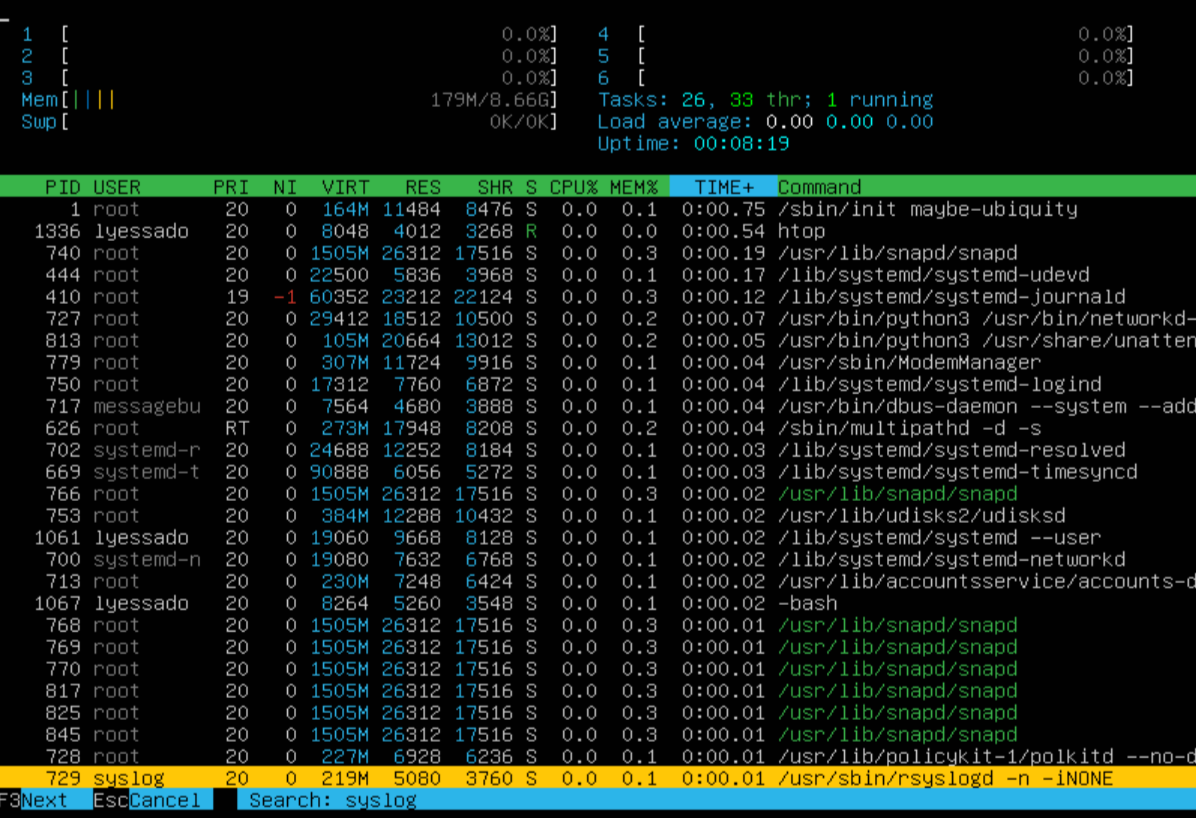 1 [ 0.0%] 4 [ 0.0%]
2 [ 0.0%] 5 [ 0.0%]
3 [ 0.0%] 6 [ 0.0%]
Mem[|||| 179M/8.66G] Tasks: 26, 33 thr; 1 running
Swp[ 0K/0K] Load average: 0.00 0.00 0.00
Uptime: 00:08:19
PID USER PRI NI VIRT RES SHR S CPU% MEM% TIME+ Command
1 root 20 0 164M 11484 8476 S 0.0 0.1 0:00.75 /sbin/init maybe-ubiquity
1336 lyessado 20 0 8048 4012 3268 R 0.0 0.0 0:00.54 htop
740 root 20 0 1505M 26312 17516 S 0.0 0.3 0:00.19 /usr/lib/snapd/snapd
444 root 20 0 22500 5836 3968 S 0.0 0.1 0:00.17 /lib/systemd/systemd-udevd
410 root 19 -1 60352 23212 22124 S 0.0 0.3 0:00.12 /lib/systemd/systemd-journald
727 root 20 0 29412 18512 10500 S 0.0 0.2 0:00.07 /usr/bin/python3 /usr/bin/networkd-
813 root 20 0 105M 20664 13012 S 0.0 0.2 0:00.05 /usr/bin/python3 /usr/share/unatten
779 root 20 0 307M 11724 9916 S 0.0 0.1 0:00.04 /usr/sbin/ModemManager
750 root 20 0 17312 7760 6872 S 0.0 0.1 0:00.04 /lib/systemd/systemd-logind
717 messagebu 20 0 7564 4680 3888 S 0.0 0.1 0:00.04 /usr/bin/dbus-daemon --system --add
626 root RT 0 273M 17948 8208 S 0.0 0.2 0:00.04 /sbin/multipathd -d -s
702 systemd-r 20 0 24688 12252 8184 S 0.0 0.1 0:00.03 /lib/systemd/systemd-resolved
669 systemd-t 20 0 90888 6056 5272 S 0.0 0.1 0:00.03 /lib/systemd/systemd-timesyncd
766 root 20 0 1505M 26312 17516 S 0.0 0.3 0:00.02 /usr/lib/snapd/snapd
753 root 20 0 384M 12288 10432 S 0.0 0.1 0:00.02 /usr/lib/udisks2/udisksd
1061 lyessado 20 0 19060 9668 8128 S 0.0 0.1 0:00.02 /lib/systemd/systemd --user
700 systemd-n 20 0 19080 7632 6768 S 0.0 0.1 0:00.02 /lib/systemd/systemd-networkd
713 root 20 0 230M 7248 6424 S 0.0 0.1 0:00.02 /usr/lib/accountsservice/accounts-d
1067 lyessado 20 0 8264 5260 3548 S 0.0 0.1 0:00.02 -bash
768 root 20 0 1505M 26312 17516 S 0.0 0.3 0:00.01 /usr/lib/snapd/snapd
769 root 20 0 1505M 26312 17516 S 0.0 0.3 0:00.01 /usr/lib/snapd/snapd
770 root 20 0 1505M 26312 17516 S 0.0 0.3 0:00.01 /usr/lib/snapd/snapd
817 root 20 0 1505M 26312 17516 S 0.0 0.3 0:00.01 /usr/lib/snapd/snapd
825 root 20 0 1505M 26312 17516 S 0.0 0.3 0:00.01 /usr/lib/snapd/snapd
845 root 20 0 1505M 26312 17516 S 0.0 0.3 0:00.01 /usr/lib/snapd/snapd
728 root 20 0 227M 6928 6236 S 0.0 0.1 0:00.01 /usr/lib/policykit-1/polkitd --no-d
729 syslog 20 0 219M 5080 3760 S 0.0 0.1 0:00.01 /usr/sbin/rsyslogd -n -iNONE
F3Next EscCancel Search: syslog